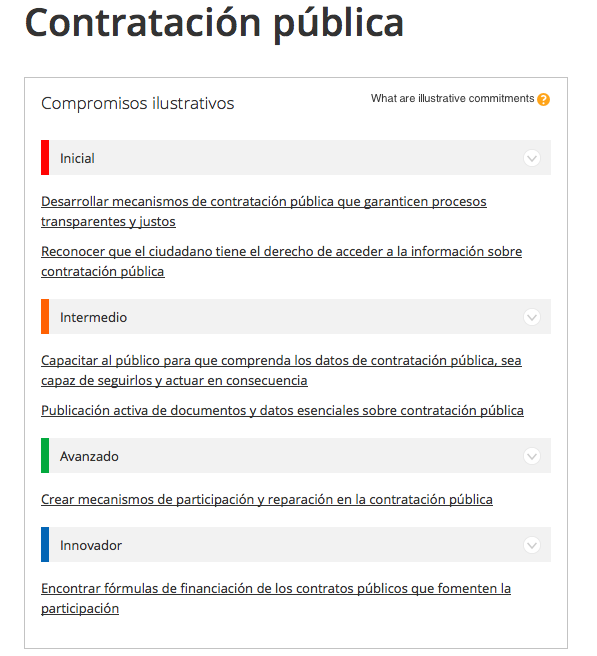 Contratación pública
Compromisos ilustrativos
What are illustrative commitments ?
Inicial
Desarrollar mecanismos de contratación pública que garanticen procesos
transparentes y justos
Reconocer que el ciudadano tiene el derecho de acceder a la información sobre
contratación pública
Intermedio
Capacitar al público para que comprenda los datos de contratación pública, sea
capaz de seguirlos y actuar en consecuencia
Publicación activa de documentos y datos esenciales sobre contratación pública
Avanzado
Crear mecanismos de participación y reparación en la contratación pública
Innovador
Encontrar fórmulas de financiación de los contratos públicos que fomenten la
participación